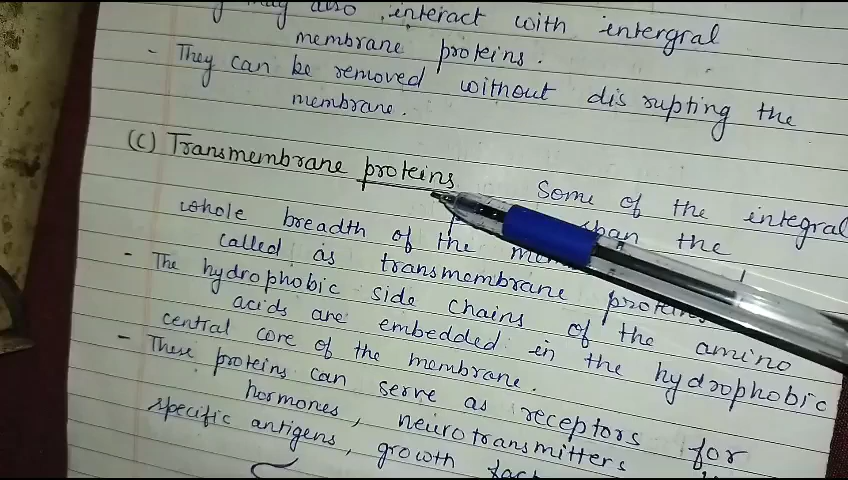 may also interact with intergral
membrane proteins.
- They can be removed without disrupting the
membrane.
(C) Transmembrane proteins Some of the integral
whole breadth of the span the
called as transmembrane proteins
- The hydrophobic side chains of the amino
acids are embedded in the hydrophobic
central core of the membrane.
- These proteins can serve as receptors for
hormones, neurotransmitters
specific antigens, growth